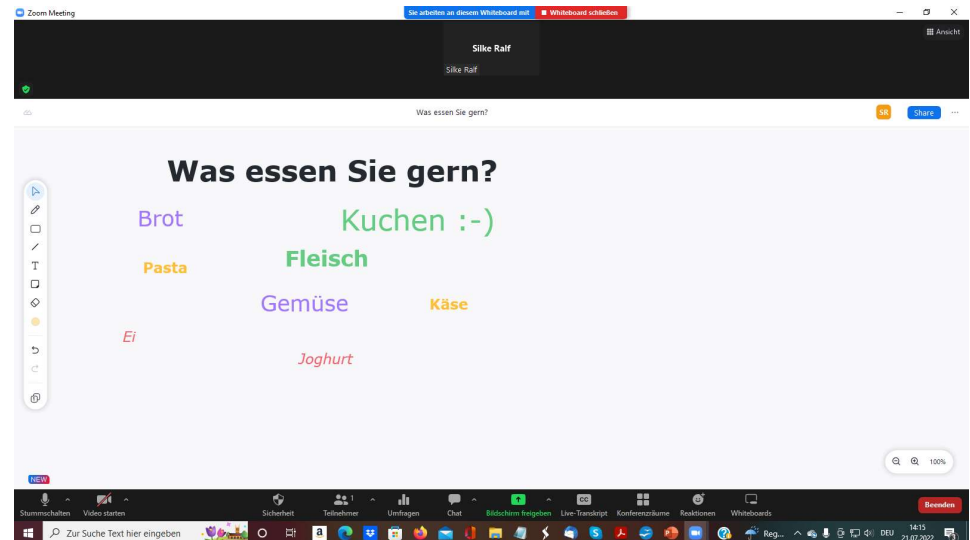 Zoom Meeting
Sie arbeiten an diesem Whiteboard mit
Whiteboard schließen
Silke Ralf
Ansicht
Silke Ralf
Was essen Sie gern?
SR
Share
Was essen Sie gern?
Brot
Kuchen :-)
Fleisch
Pasta
Gemüse
Käse
Ei
Joghurt
T
100%
NEW
1
CC
Stummschalten
Video starten
Sicherheit
Teilnehmer
Umfragen
Chat
Bildschirm freigeben
Live-Transkript
Konferenzräume
Reaktionen
Whiteboards
Beenden
Zur Suche Text hier eingeben
a
Reg...
DEU
14:15
21.07.2022